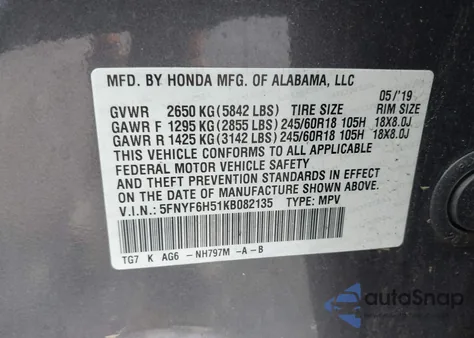 MFD. BY HONDA MFG. OF ALABAMA, LLC
05/'19
GVWR 2650 KG(5842 LBS) TIRE SIZE RIM SIZE
GAWR F 1295 KG(2855 LBS)245/60R18 105H 18X8.0J
GAWR R 1425 KG(3142 LBS)245/60R18 105H 18X8.0J
THIS VEHICLE CONFORMS TO ALL APPLICABLE
FEDERAL MOTOR VEHICLE SAFETY
AND THEFT PREVENTION STANDARDS IN EFFECT
ON THE DATE OF MANUFACTURE SHOWN ABOVE.
V.I.N.: 5FNYF6H51KB082135 TYPE: MPV
TG7 K AG6 -NH797M -A-B
autoSnap